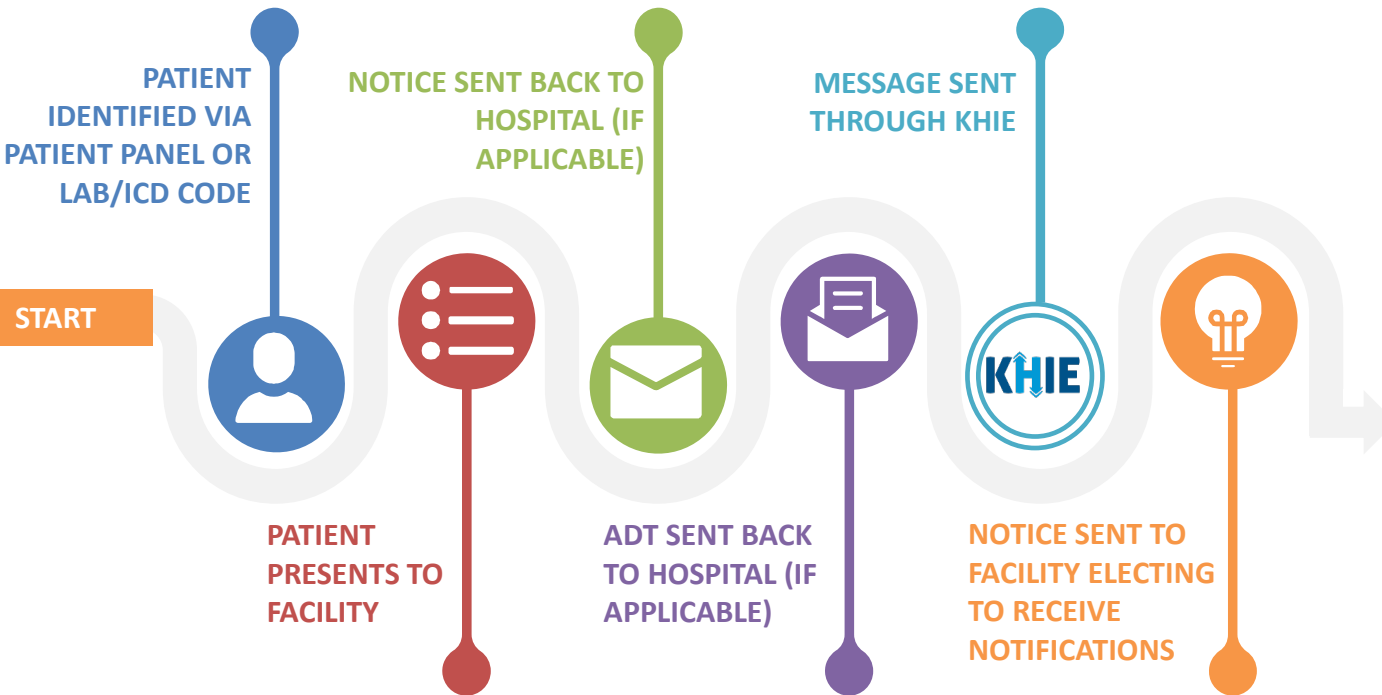 START
PATIENT
IDENTIFIED VIA
PATIENT PANEL OR
LAB/ICD CODE
PATIENT
PRESENTS TO
FACILITY
NOTICE SENT BACK TO
HOSPITAL (IF
APPLICABLE)
ADT SENT BACK
TO HOSPITAL (IF
APPLICABLE)
MESSAGE SENT
THROUGH KHIE
KHIE
NOTICE SENT TO
FACILITY ELECTING
TO RECEIVE
NOTIFICATIONS